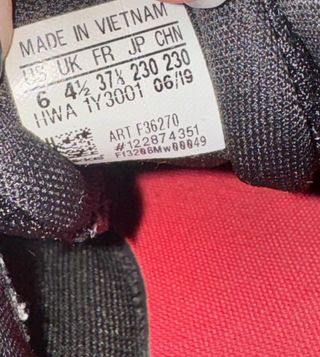 MADE IN VIETNAM
US UK FR JP CHN
6 4½ 37⅓ 230 230
HWA 1Y3001 06/19
ART F36270
#122874351
F13208Mw00049